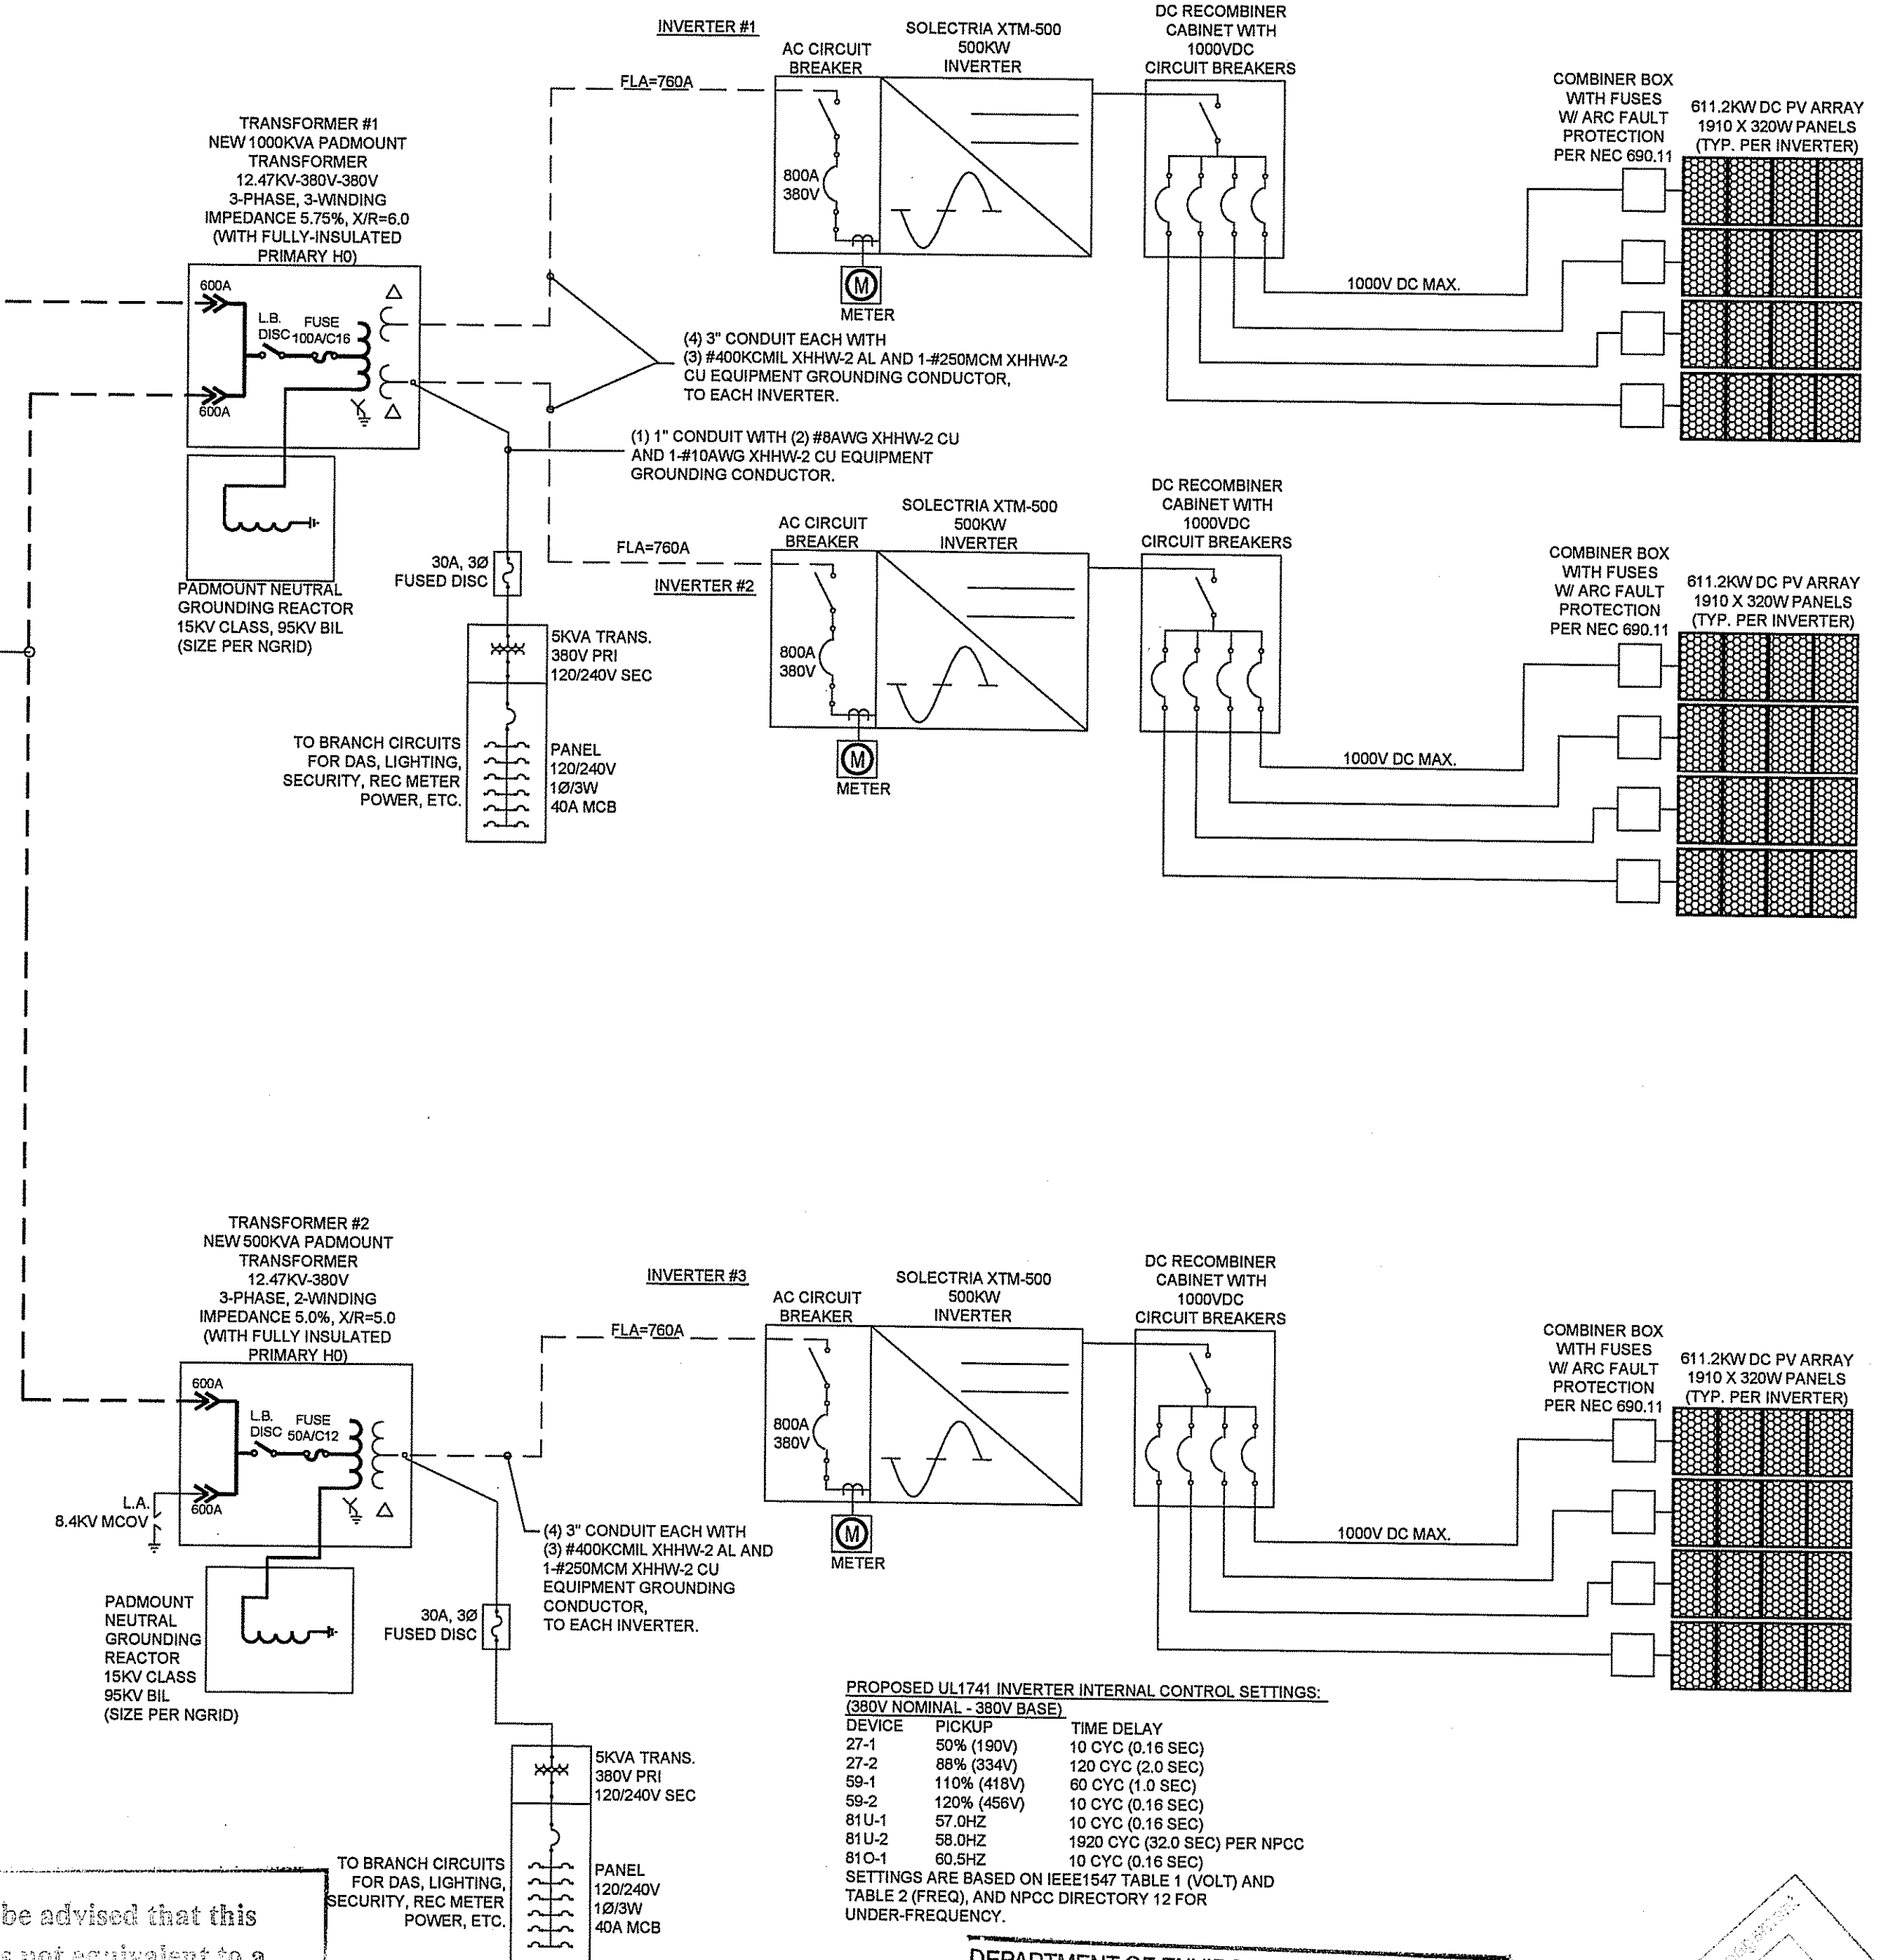 INVERTER #1
AC CIRCUIT
BREAKER
SOLECTRIA XTM-500
500KW
INVERTER
DC RECOMBINER
CABINET WITH
1000VDC
CIRCUIT BREAKERS
COMBINER BOX
WITH FUSES
W/ ARC FAULT
PROTECTION
PER NEC 690.11
611.2KW DC PV ARRAY
1910 X 320W PANELS
(TYP. PER INVERTER)
FLA=760A
800A
380V
M
METER
1000V DC MAX.
TRANSFORMER #1
NEW 1000KVA PADMOUNT
TRANSFORMER
12.47KV-380V-380V
3-PHASE, 3-WINDING
IMPEDANCE 5.75%, X/R=6.0
(WITH FULLY-INSULATED
PRIMARY H0)
600A
L.B.
DISC
FUSE
100A/C16
600A
(4) 3" CONDUIT EACH WITH
(3) #400KCMIL XHHW-2 AL AND 1-#250MCM XHHW-2
CU EQUIPMENT GROUNDING CONDUCTOR,
TO EACH INVERTER.
(1) 1" CONDUIT WITH (2) #8AWG XHHW-2 CU
AND 1-#10AWG XHHW-2 CU EQUIPMENT
GROUNDING CONDUCTOR.
PADMOUNT NEUTRAL
GROUNDING REACTOR
15KV CLASS, 95KV BIL
(SIZE PER NGRID)
30A, 3Ø
FUSED DISC
5KVA TRANS.
380V PRI
120/240V SEC
TO BRANCH CIRCUITS
FOR DAS, LIGHTING,
SECURITY, REC METER
POWER, ETC.
PANEL
120/240V
1Ø/3W
40A MCB
FLA=760A
INVERTER #2
AC CIRCUIT
BREAKER
SOLECTRIA XTM-500
500KW
INVERTER
DC RECOMBINER
CABINET WITH
1000VDC
CIRCUIT BREAKERS
COMBINER BOX
WITH FUSES
W/ ARC FAULT
PROTECTION
PER NEC 690.11
611.2KW DC PV ARRAY
1910 X 320W PANELS
(TYP. PER INVERTER)
800A
380V
M
METER
1000V DC MAX.
TRANSFORMER #2
NEW 500KVA PADMOUNT
TRANSFORMER
12.47KV-380V
3-PHASE, 2-WINDING
IMPEDANCE 5.0%, X/R=5.0
(WITH FULLY INSULATED
PRIMARY H0)
600A
L.B.
DISC
FUSE
50A/C12
600A
L.A.
8.4KV MCOV
INVERTER #3
FLA=760A
AC CIRCUIT
BREAKER
SOLECTRIA XTM-500
500KW
INVERTER
DC RECOMBINER
CABINET WITH
1000VDC
CIRCUIT BREAKERS
COMBINER BOX
WITH FUSES
W/ ARC FAULT
PROTECTION
PER NEC 690.11
611.2KW DC PV ARRAY
1910 X 320W PANELS
(TYP. PER INVERTER)
800A
380V
M
METER
1000V DC MAX.
(4) 3" CONDUIT EACH WITH
(3) #400KCMIL XHHW-2 AL AND
1-#250MCM XHHW-2 CU
EQUIPMENT GROUNDING
CONDUCTOR,
TO EACH INVERTER.
PADMOUNT
NEUTRAL
GROUNDING
REACTOR
15KV CLASS
95KV BIL
(SIZE PER NGRID)
30A, 3Ø
FUSED DISC
5KVA TRANS.
380V PRI
120/240V SEC
TO BRANCH CIRCUITS
FOR DAS, LIGHTING,
SECURITY, REC METER
POWER, ETC.
PANEL
120/240V
1Ø/3W
40A MCB
PROPOSED UL1741 INVERTER INTERNAL CONTROL SETTINGS:
(380V NOMINAL - 380V BASE)
DEVICE PICKUP TIME DELAY
27-1 50% (190V) 10 CYC (0.16 SEC)
27-2 88% (334V) 120 CYC (2.0 SEC)
59-1 110% (418V) 60 CYC (1.0 SEC)
59-2 120% (456V) 10 CYC (0.16 SEC)
81U-1 57.0HZ 10 CYC (0.16 SEC)
81U-2 58.0HZ 1920 CYC (32.0 SEC) PER NPCC
81O-1 60.5HZ 10 CYC (0.16 SEC)
SETTINGS ARE BASED ON IEEE1547 TABLE 1 (VOLT) AND
TABLE 2 (FREQ), AND NPCC DIRECTORY 12 FOR
UNDER-FREQUENCY.
be advised that this
not equivalent to a
DEPARTMENT OF